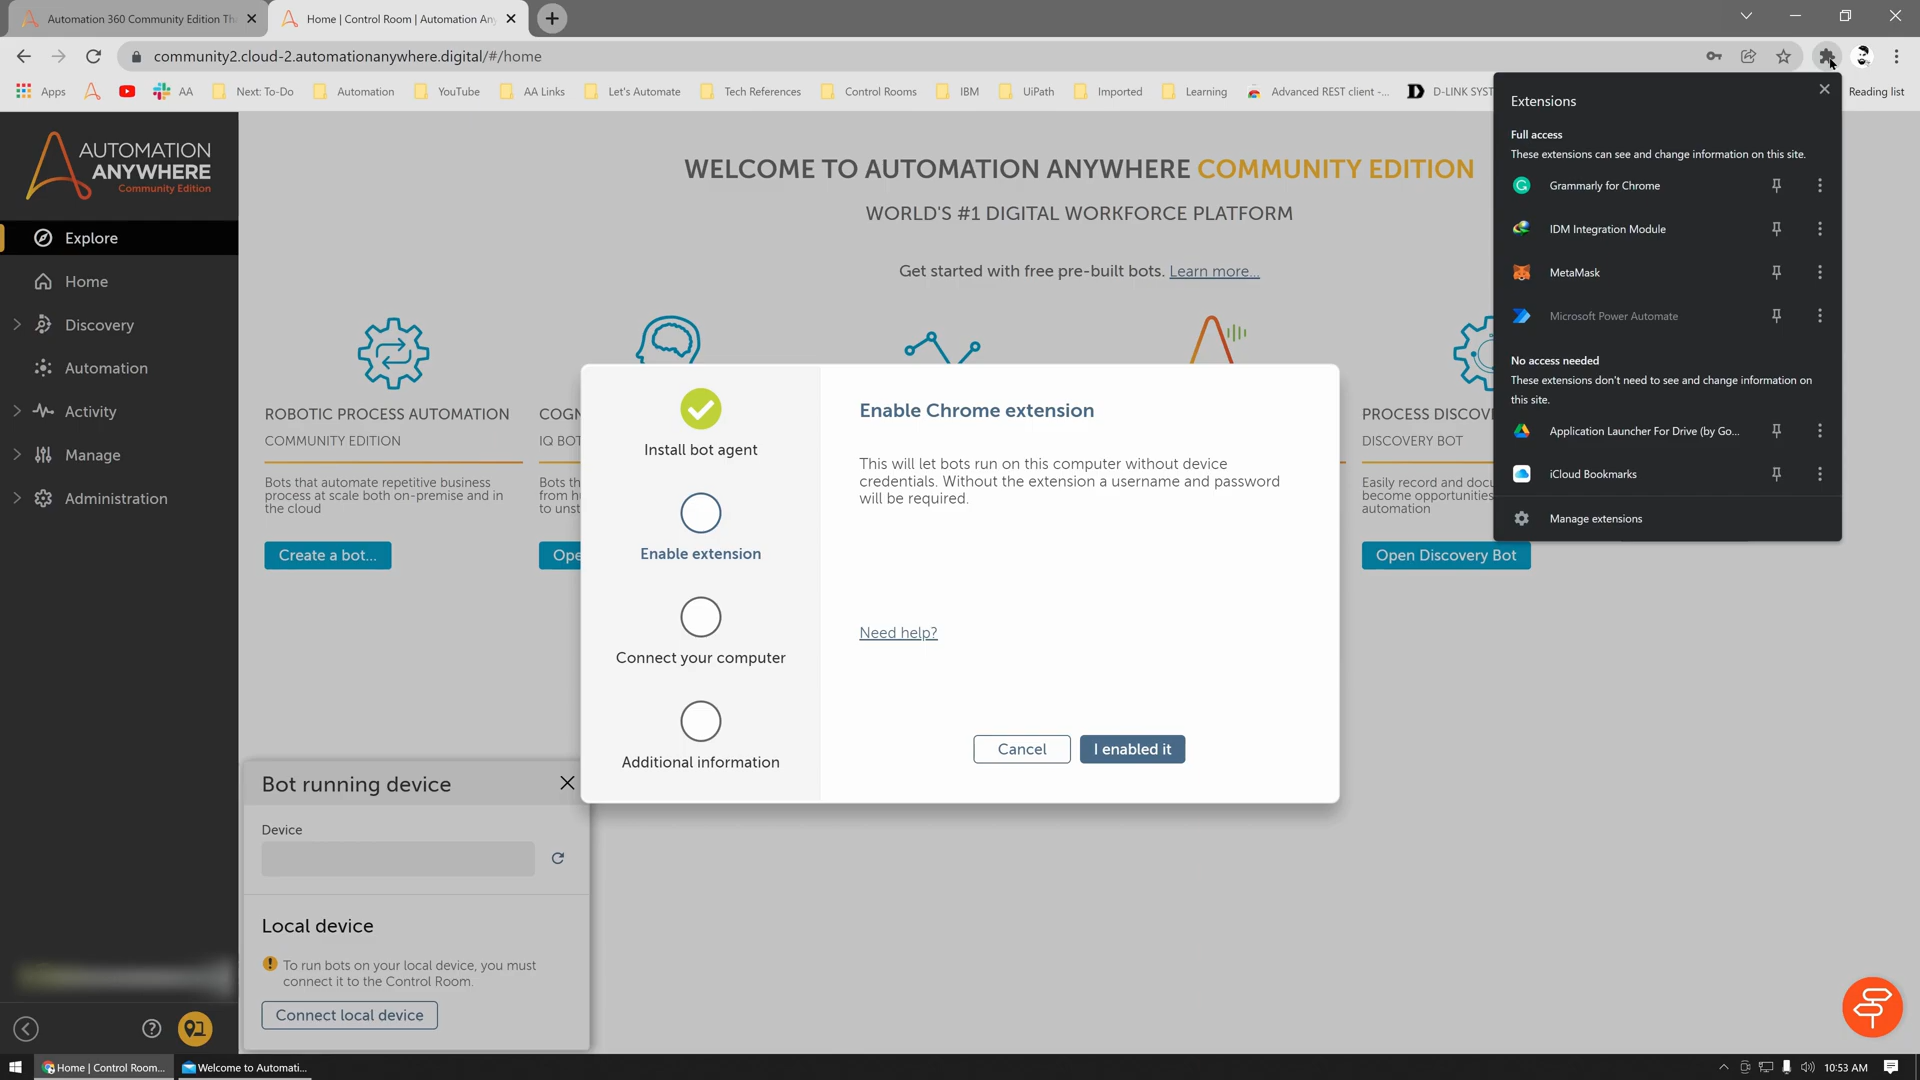 Automation 360 Community Edition Th
Home | Control Room | Automation An
community2.cloud-2.automationanywhere.digital/#/home
Apps
AA
Next: To-Do
Automation
YouTube
AA Links
Let's Automate
Tech References
Control Rooms
IBM
UiPath
Imported
Learning
Advanced REST client -...
D-LINK SYST
Reading list
AUTOMATION
ANYWHERE
Community Edition
Explore
Home
Discovery
Automation
Activity
Manage
Administration
WELCOME TO AUTOMATION ANYWHERE COMMUNITY EDITION
WORLD'S #1 DIGITAL WORKFORCE PLATFORM
Get started with free pre-built bots. Learn more...
ROBOTIC PROCESS AUTOMATION
COMMUNITY EDITION
Bots that automate repetitive business
process at scale both on-premise and in
the cloud
Create a bot...
COGN
IQ BOT
Bots th
from h
to unst
Ope
PROCESS DISCOV
DISCOVERY BOT
Easily record and docu
become opportunities
automation
Open Discovery Bot
Install bot agent
Enable extension
Connect your computer
Additional information
Enable Chrome extension
This will let bots run on this computer without device
credentials. Without the extension a username and password
will be required.
Need help?
Cancel
I enabled it
Extensions
Full access
These extensions can see and change information on this site.
Grammarly for Chrome
IDM Integration Module
MetaMask
Microsoft Power Automate
No access needed
These extensions don't need to see and change information on
this site.
Application Launcher For Drive (by Go...
iCloud Bookmarks
Manage extensions
Bot running device
Device
Local device
To run bots on your local device, you must
connect it to the Control Room.
Connect local device
Home | Control Room...
Welcome to Automati...
10:53 AM